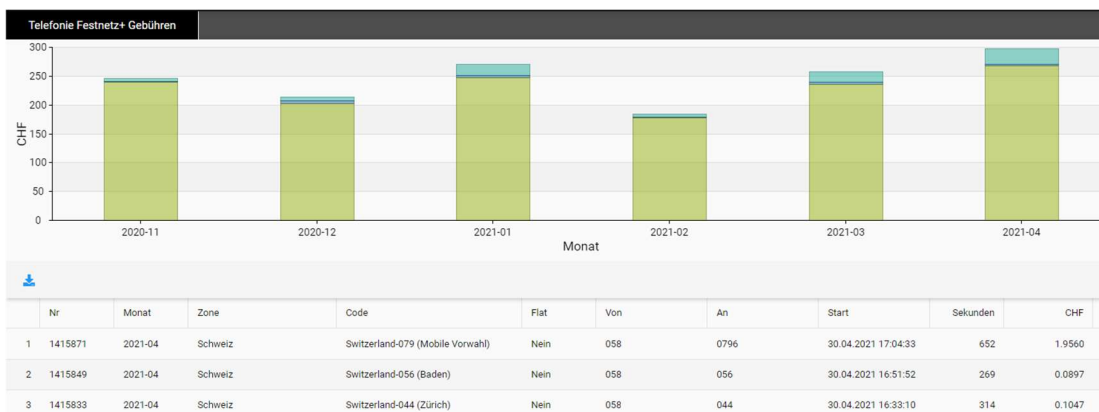 Telefonie Festnetz+ Gebühren
300
250
200
150
100
50
0
CHF
2020-11 2020-12 2021-01 2021-02 2021-03 2021-04
Monat
Nr Monat Zone Code Flat Von An Start Sekunden CHF
1 1415871 2021-04 Schweiz Switzerland-079 (Mobile Vorwahl) Nein 058 0796 30.04.2021 17:04:33 652 1.9560
2 1415849 2021-04 Schweiz Switzerland-056 (Baden) Nein 058 056 30.04.2021 16:51:52 269 0.0897
3 1415833 2021-04 Schweiz Switzerland-044 (Zürich) Nein 058 044 30.04.2021 16:33:10 314 0.1047